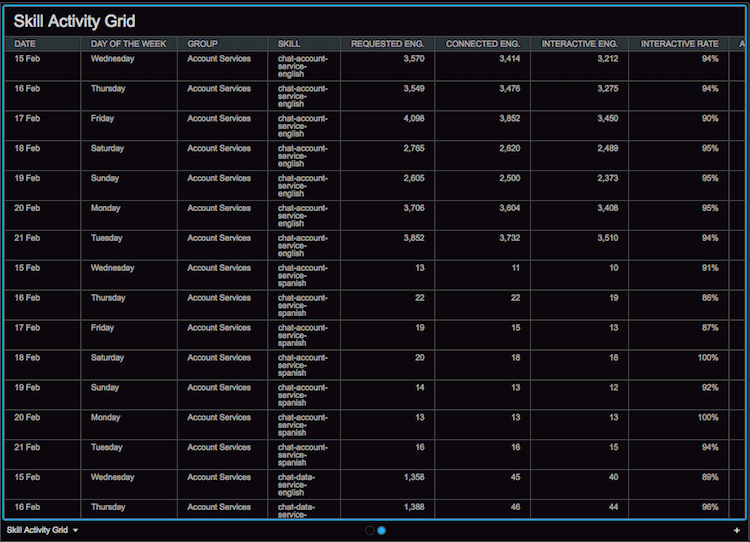 Skill Activity Grid
DATE DAY OF THE WEEK GROUP SKILL REQUESTED ENG. CONNECTED ENG. INTERACTIVE ENG. INTERACTIVE RATE A
15 Feb Wednesday Account Services chat-account- 3,570 3,414 3,212 94%
service-
english
16 Feb Thursday Account Services chat-account- 3,549 3,476 3,275 94%
service-
english
17 Feb Friday Account Services chat-account- 4,098 3,852 3,450 90%
service-
english
18 Feb Saturday Account Services chat-account- 2,765 2,620 2,489 95%
service-
english
19 Feb Sunday Account Services chat-account- 2,605 2,500 2,373 95%
service-
english
20 Feb Monday Account Services chat-account- 3,706 3,604 3,408 95%
service-
english
21 Feb Tuesday Account Services chat-account- 3,852 3,732 3,510 94%
service-
english
15 Feb Wednesday Account Services chat-account- 13 11 10 91%
service-
spanish
16 Feb Thursday Account Services chat-account- 22 22 19 86%
service-
spanish
17 Feb Friday Account Services chat-account- 19 15 13 87%
service-
spanish
18 Feb Saturday Account Services chat-account- 20 18 18 100%
service-
spanish
19 Feb Sunday Account Services chat-account- 14 13 12 92%
service-
spanish
20 Feb Monday Account Services chat-account- 13 13 13 100%
service-
spanish
21 Feb Tuesday Account Services chat-account- 16 16 15 94%
service-
spanish
15 Feb Wednesday Account Services chat-data- 1,358 45 40 89%
service-
english
16 Feb Thursday Account Services chat-data- 1,388 46 44 96%
service-
Skill Activity Grid